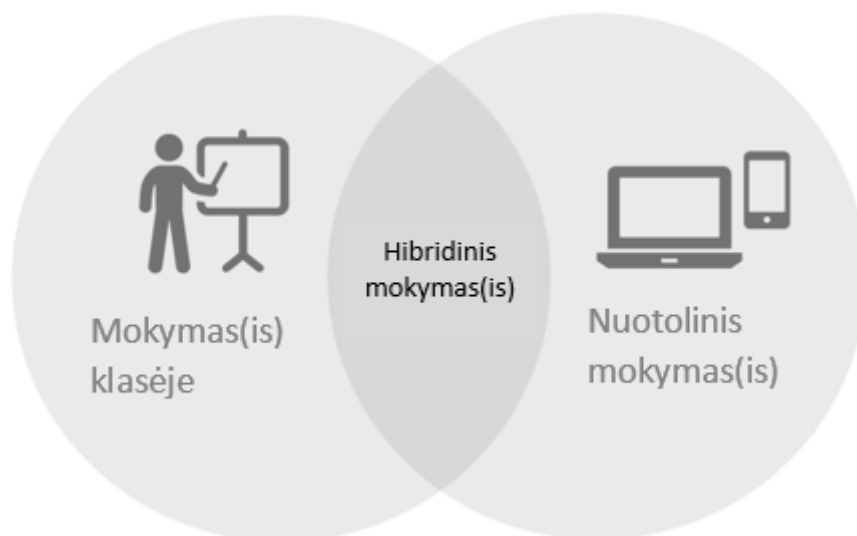 Mokymas(is)
klasėje
Hibridinis
mokymas(is)
Nuotolinis
mokymas(is)